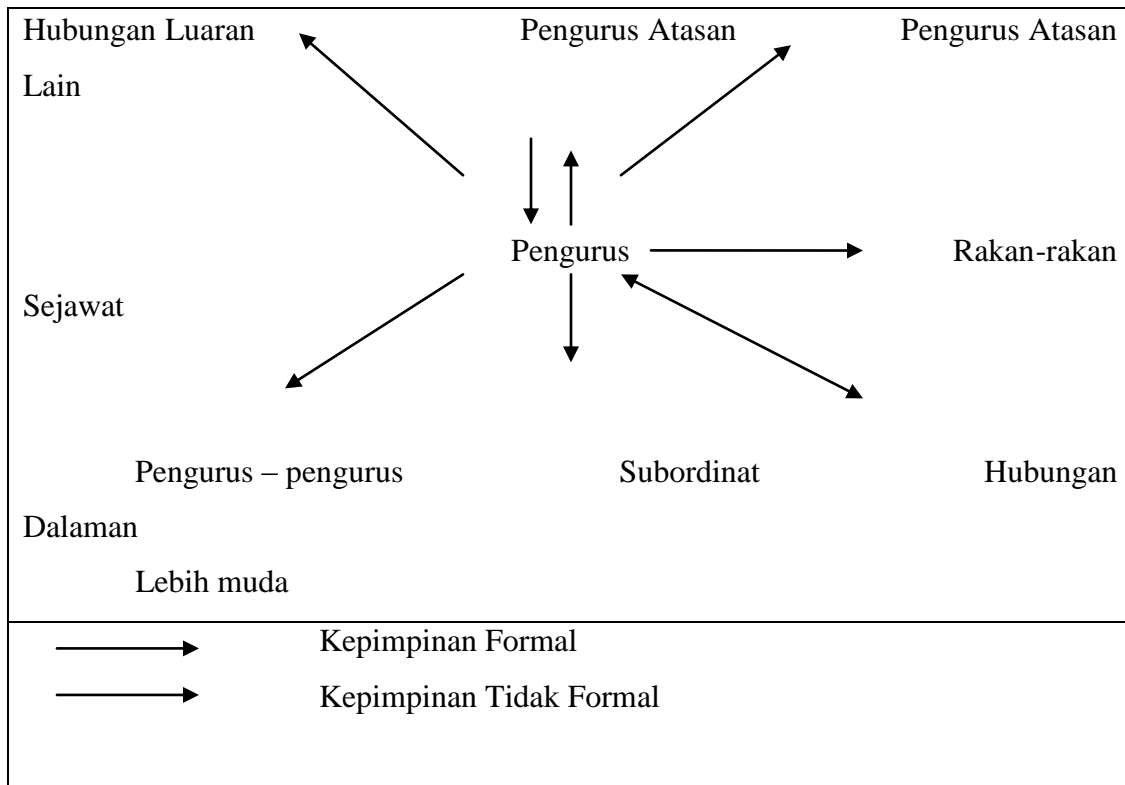 Hubungan Luaran Pengurus Atasan Pengurus Atasan
Lain
Pengurus Rakan-rakan
Sejawat
Pengurus – pengurus Subordinat Hubungan
Dalaman
Lebih muda
Kepimpinan Formal
Kepimpinan Tidak Formal